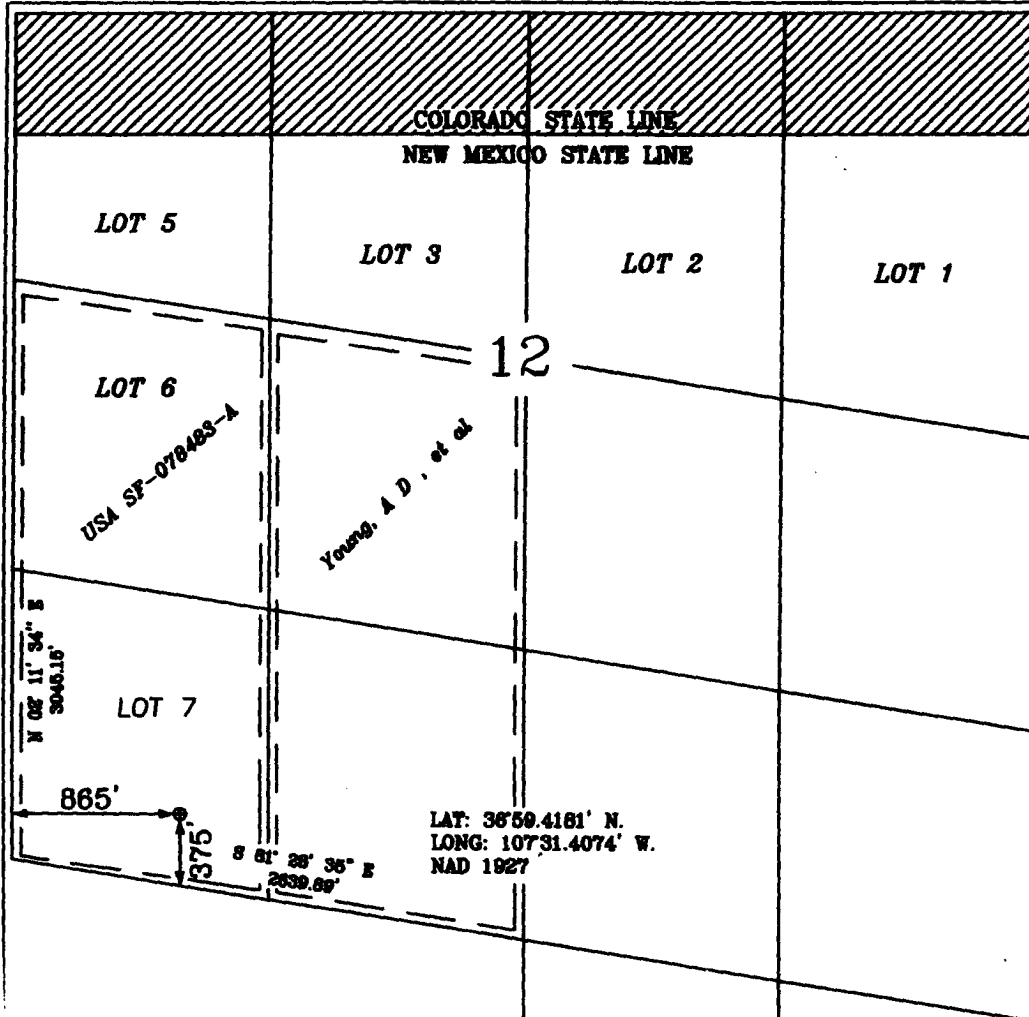 COLORADO STATE LINE
NEW MEXICO STATE LINE
LOT 5
LOT 3
LOT 2
LOT 1
12
LOT 6
USA SF-078483-A
Young, A D , et al
N 02° 11' 34" E
3045.15'
LOT 7
865'
375'
S 81° 28' 35" E
2639.69'
LAT: 36°59.4181' N.
LONG: 107°31.4074' W.
NAD 1927